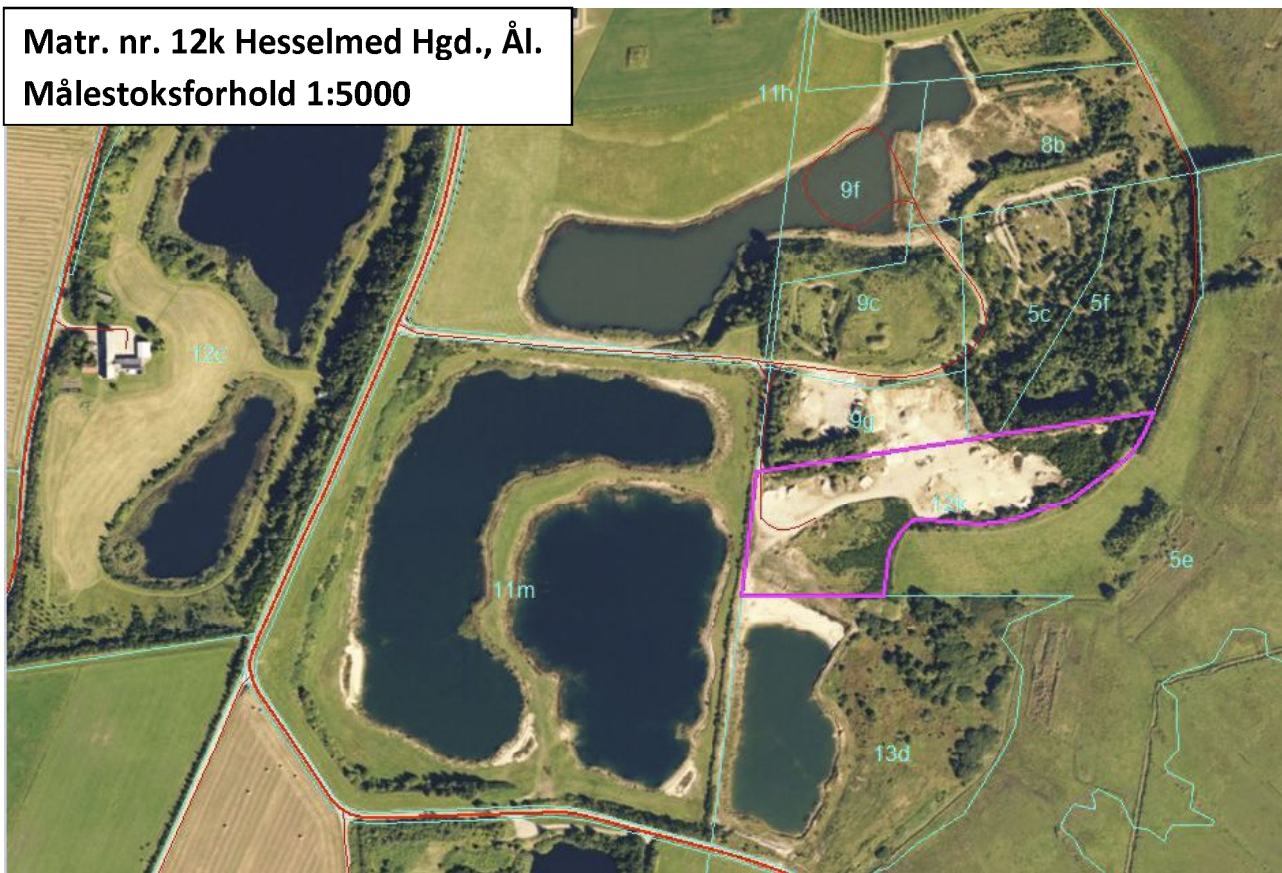 Matr. nr. 12k Hesselmed Hgd., Ål.
Målestoksforhold 1:5000
11h
8b
9f
9c
5c
5f
12c
9g
12k
5e
11m
13d